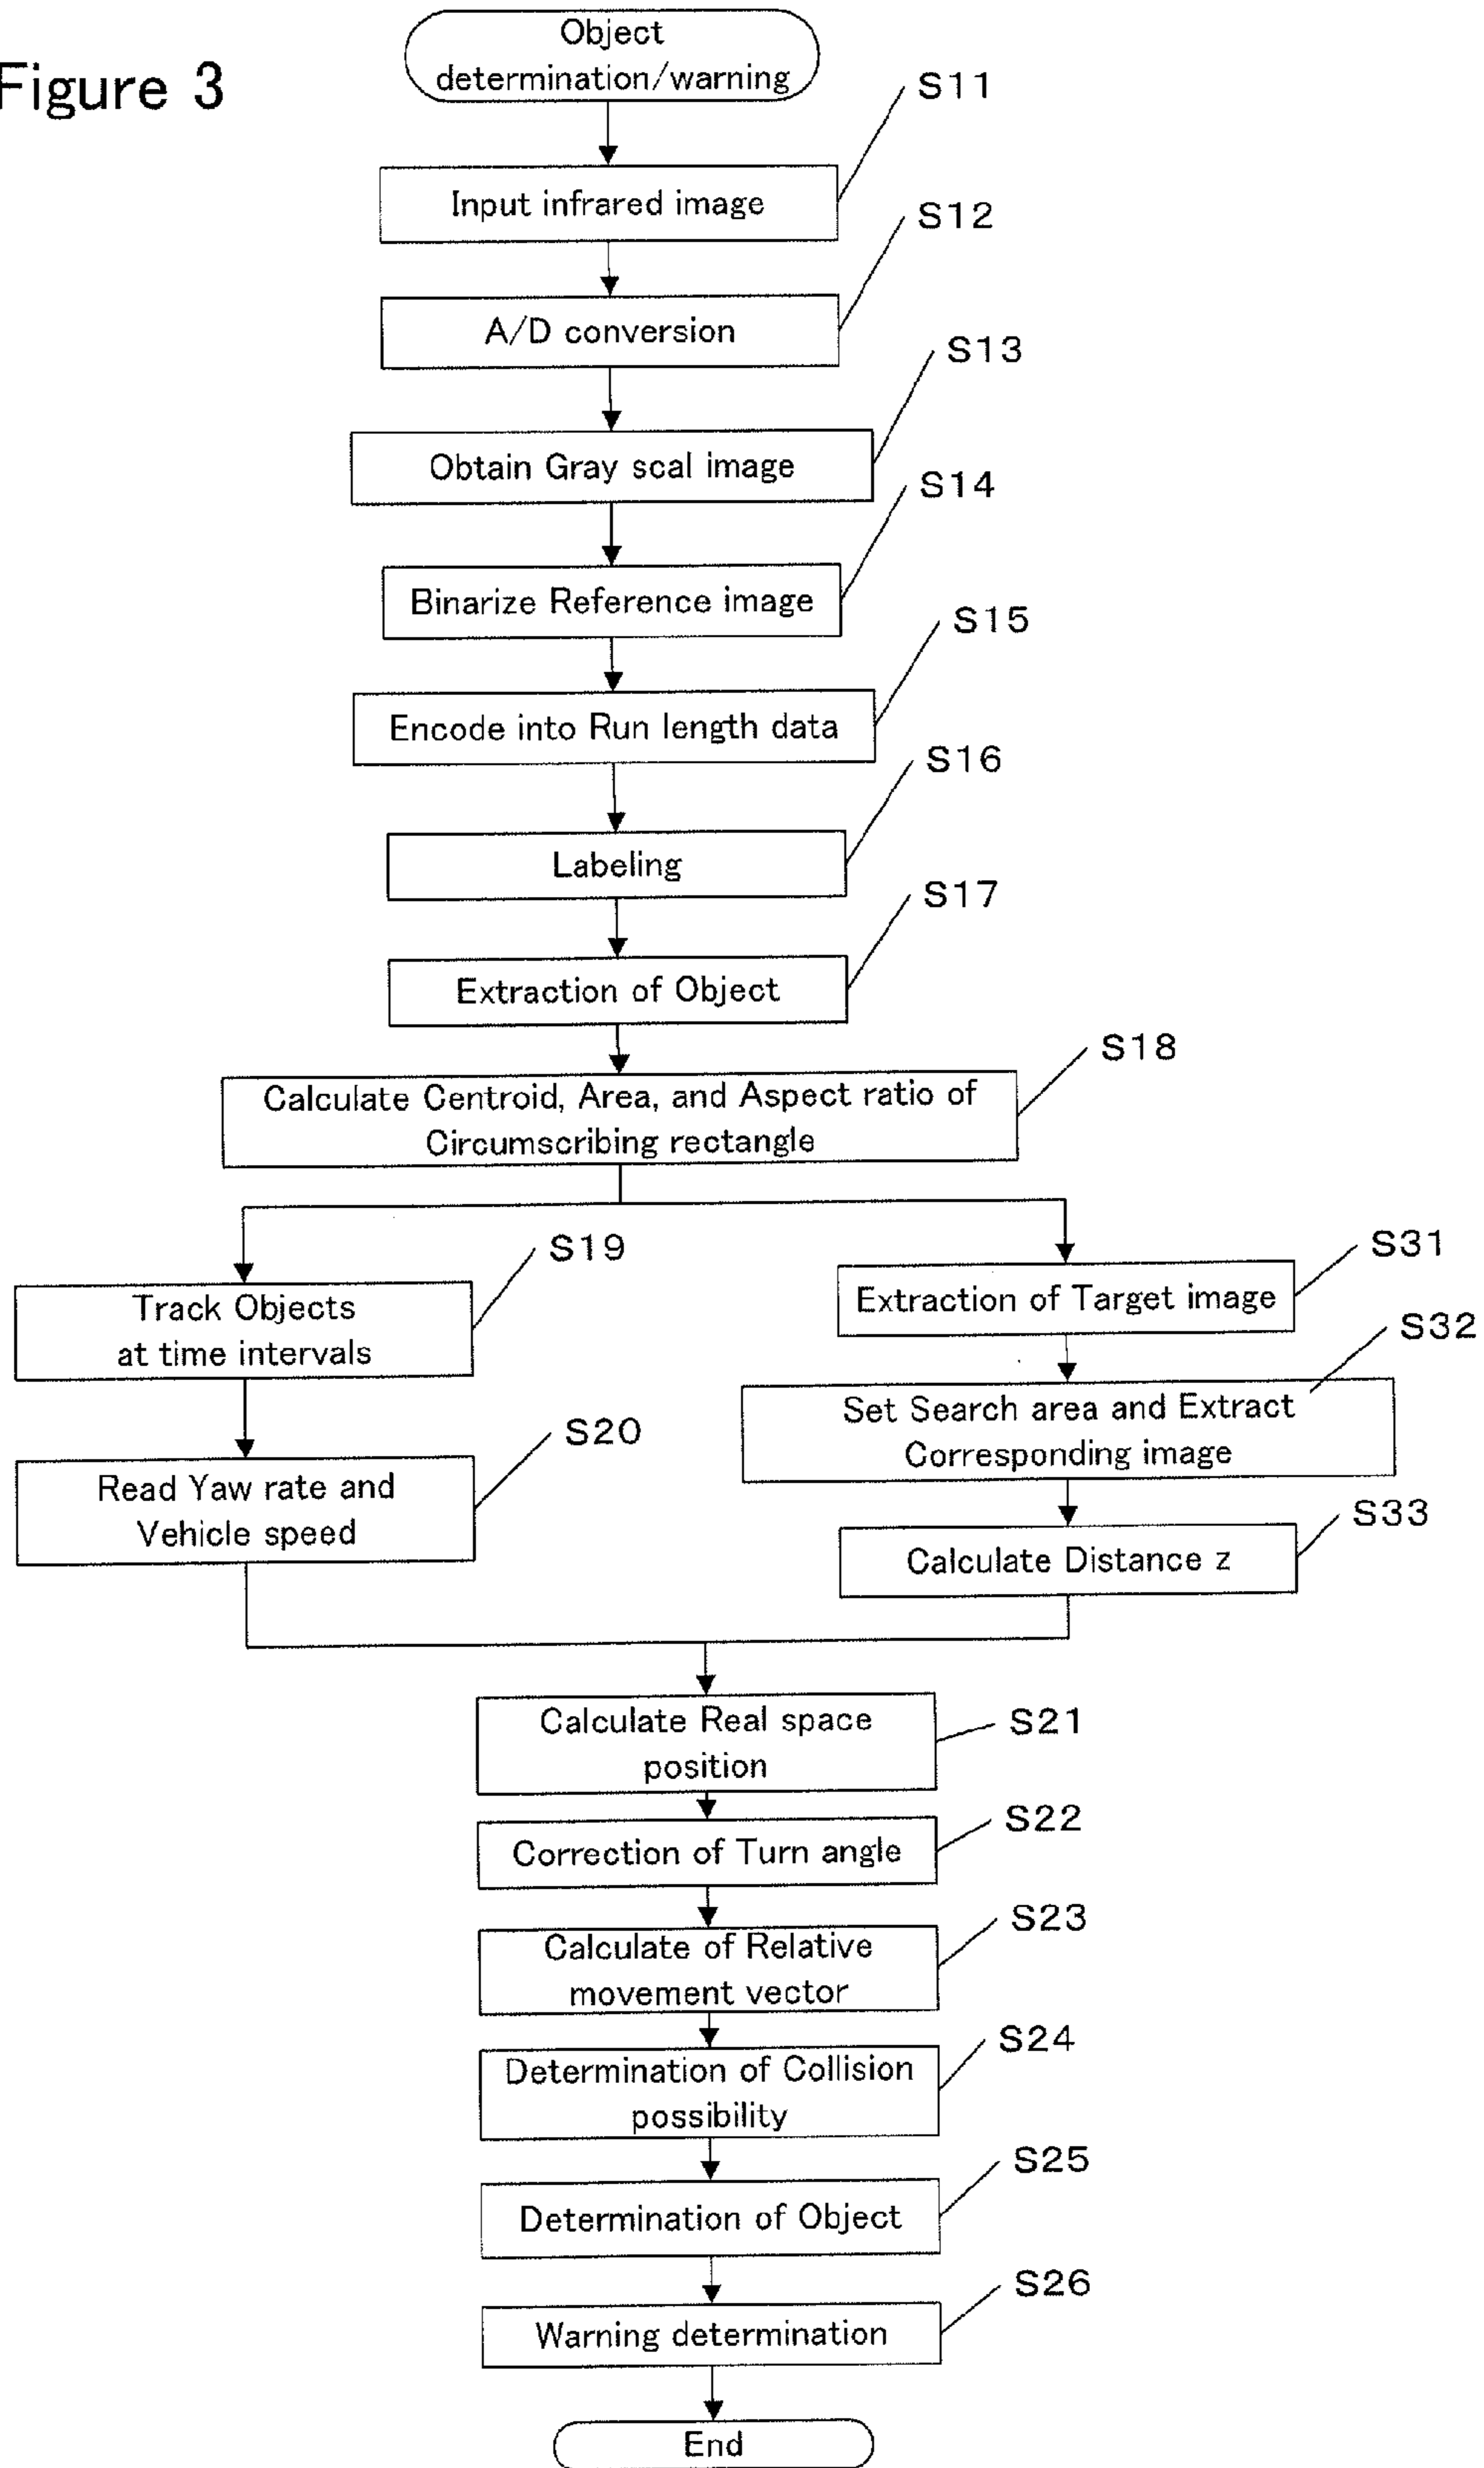 Figure 3
Object
determination/warning
S11
Input infrared image
S12
A/D conversion
S13
Obtain Gray scal image
S14
Binarize Reference image
S15
Encode into Run length data
S16
Labeling
S17
Extraction of Object
S18
Calculate Centroid, Area, and Aspect ratio of
Circumscribing rectangle
S19
Track Objects
at time intervals
S20
Read Yaw rate and
Vehicle speed
S31
Extraction of Target image
S32
Set Search area and Extract
Corresponding image
S33
Calculate Distance z
S21
Calculate Real space
position
S22
Correction of Turn angle
S23
Calculate of Relative
movement vector
S24
Determination of Collision
possibility
S25
Determination of Object
S26
Warning determination
End